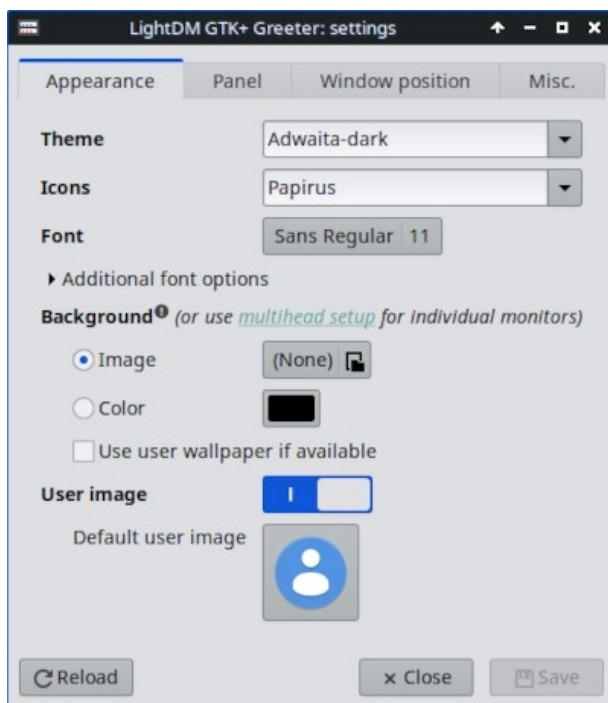 LightDM GTK+ Greeter: settings
Appearance Panel Window position Misc.
Theme Adwaita-dark
Icons Papirus
Font Sans Regular 11
Additional font options
Background (or use multihead setup for individual monitors)
Image (None)
Color
Use user wallpaper if available
User image
Default user image
Reload Close Save